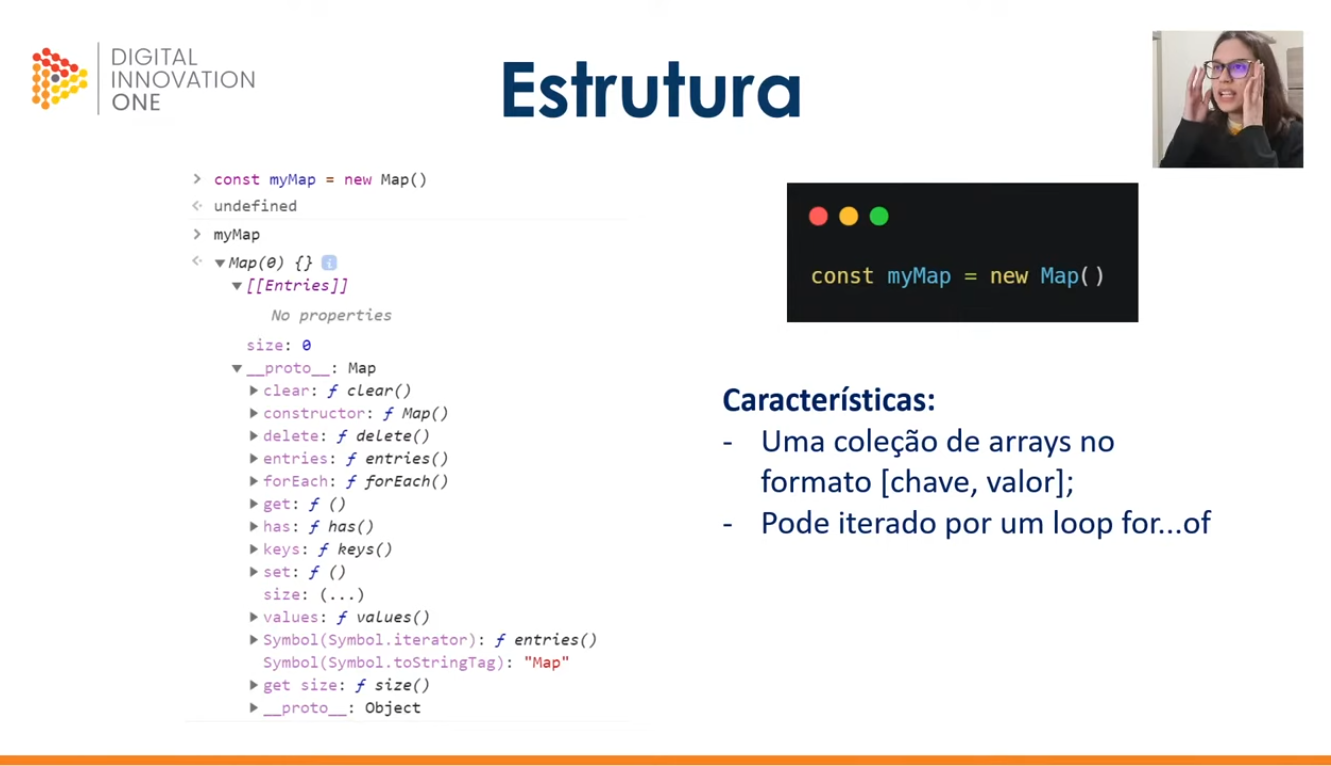 DIGITAL
INNOVATION
ONE
Estrutura
> const myMap = new Map()
undefined
> myMap
Map(0) {} i
[[Entries]]
No properties
size: 0
__proto__: Map
clear: ƒ clear()
constructor: ƒ Map()
delete: ƒ delete()
entries: ƒ entries()
forEach: ƒ forEach()
get: ƒ ()
has: ƒ has()
keys: ƒ keys()
set: ƒ ()
size: (...)
values: ƒ values()
Symbol(Symbol.iterator): ƒ entries()
Symbol(Symbol.toStringTag): "Map"
get size: ƒ size()
__proto__: Object
const myMap = new Map()
Características:
- Uma coleção de arrays no
formato [chave, valor];
- Pode iterado por um loop for...of